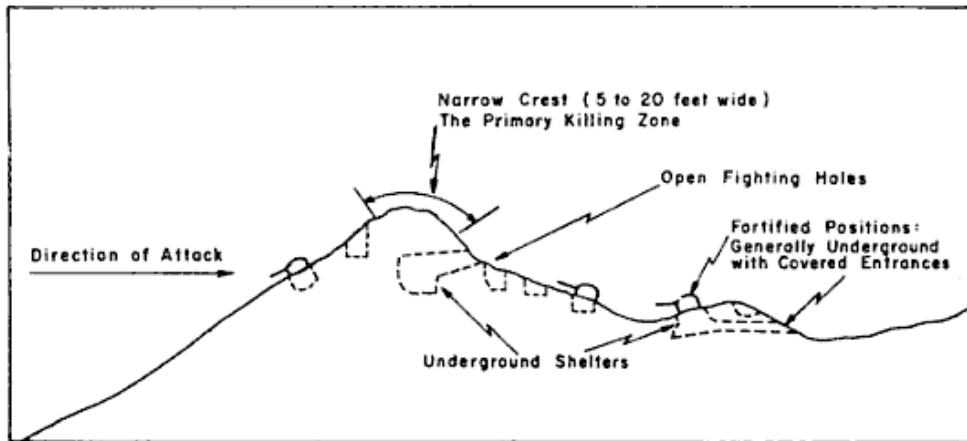 Narrow Crest (5 to 20 feet wide)
The Primary Killing Zone
Open Fighting Holes
Fortified Positions:
Generally Underground
with Covered Entrances
Direction of Attack
Underground Shelters